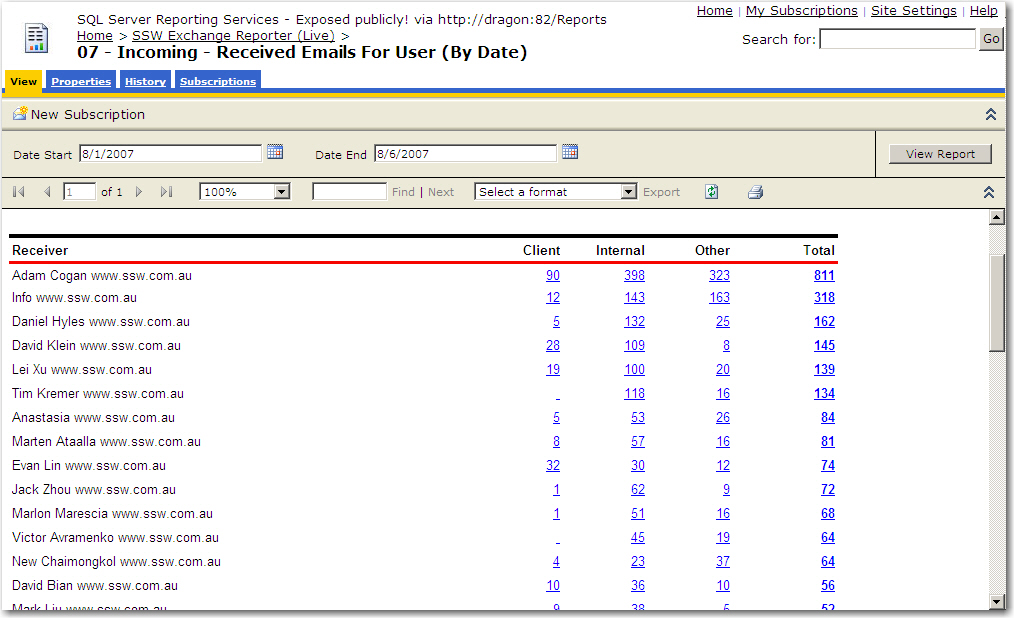 SQL Server Reporting Services - Exposed publicly! via http://dragon:82/Reports
Home | My Subscriptions | Site Settings | Help
Home > SSW Exchange Reporter (Live) >
Search for: Go
07 - Incoming - Received Emails For User (By Date)
View Properties History Subscriptions
New Subscription
Date Start 8/1/2007 Date End 8/6/2007 View Report
1 of 1 100% Find | Next Select a format Export
Receiver Client Internal Other Total
Adam Cogan www.ssw.com.au 90 398 323 811
Info www.ssw.com.au 12 143 163 318
Daniel Hyles www.ssw.com.au 5 132 25 162
David Klein www.ssw.com.au 28 109 8 145
Lei Xu www.ssw.com.au 19 100 20 139
Tim Kremer www.ssw.com.au - 118 16 134
Anastasia www.ssw.com.au 5 53 26 84
Marten Ataalla www.ssw.com.au 8 57 16 81
Evan Lin www.ssw.com.au 32 30 12 74
Jack Zhou www.ssw.com.au 1 62 9 72
Marlon Marescia www.ssw.com.au 1 51 16 68
Victor Avramenko www.ssw.com.au - 45 19 64
New Chaimongkol www.ssw.com.au 4 23 37 64
David Bian www.ssw.com.au 10 36 10 56
Mark Liu www.ssw.com.au 9 38 52